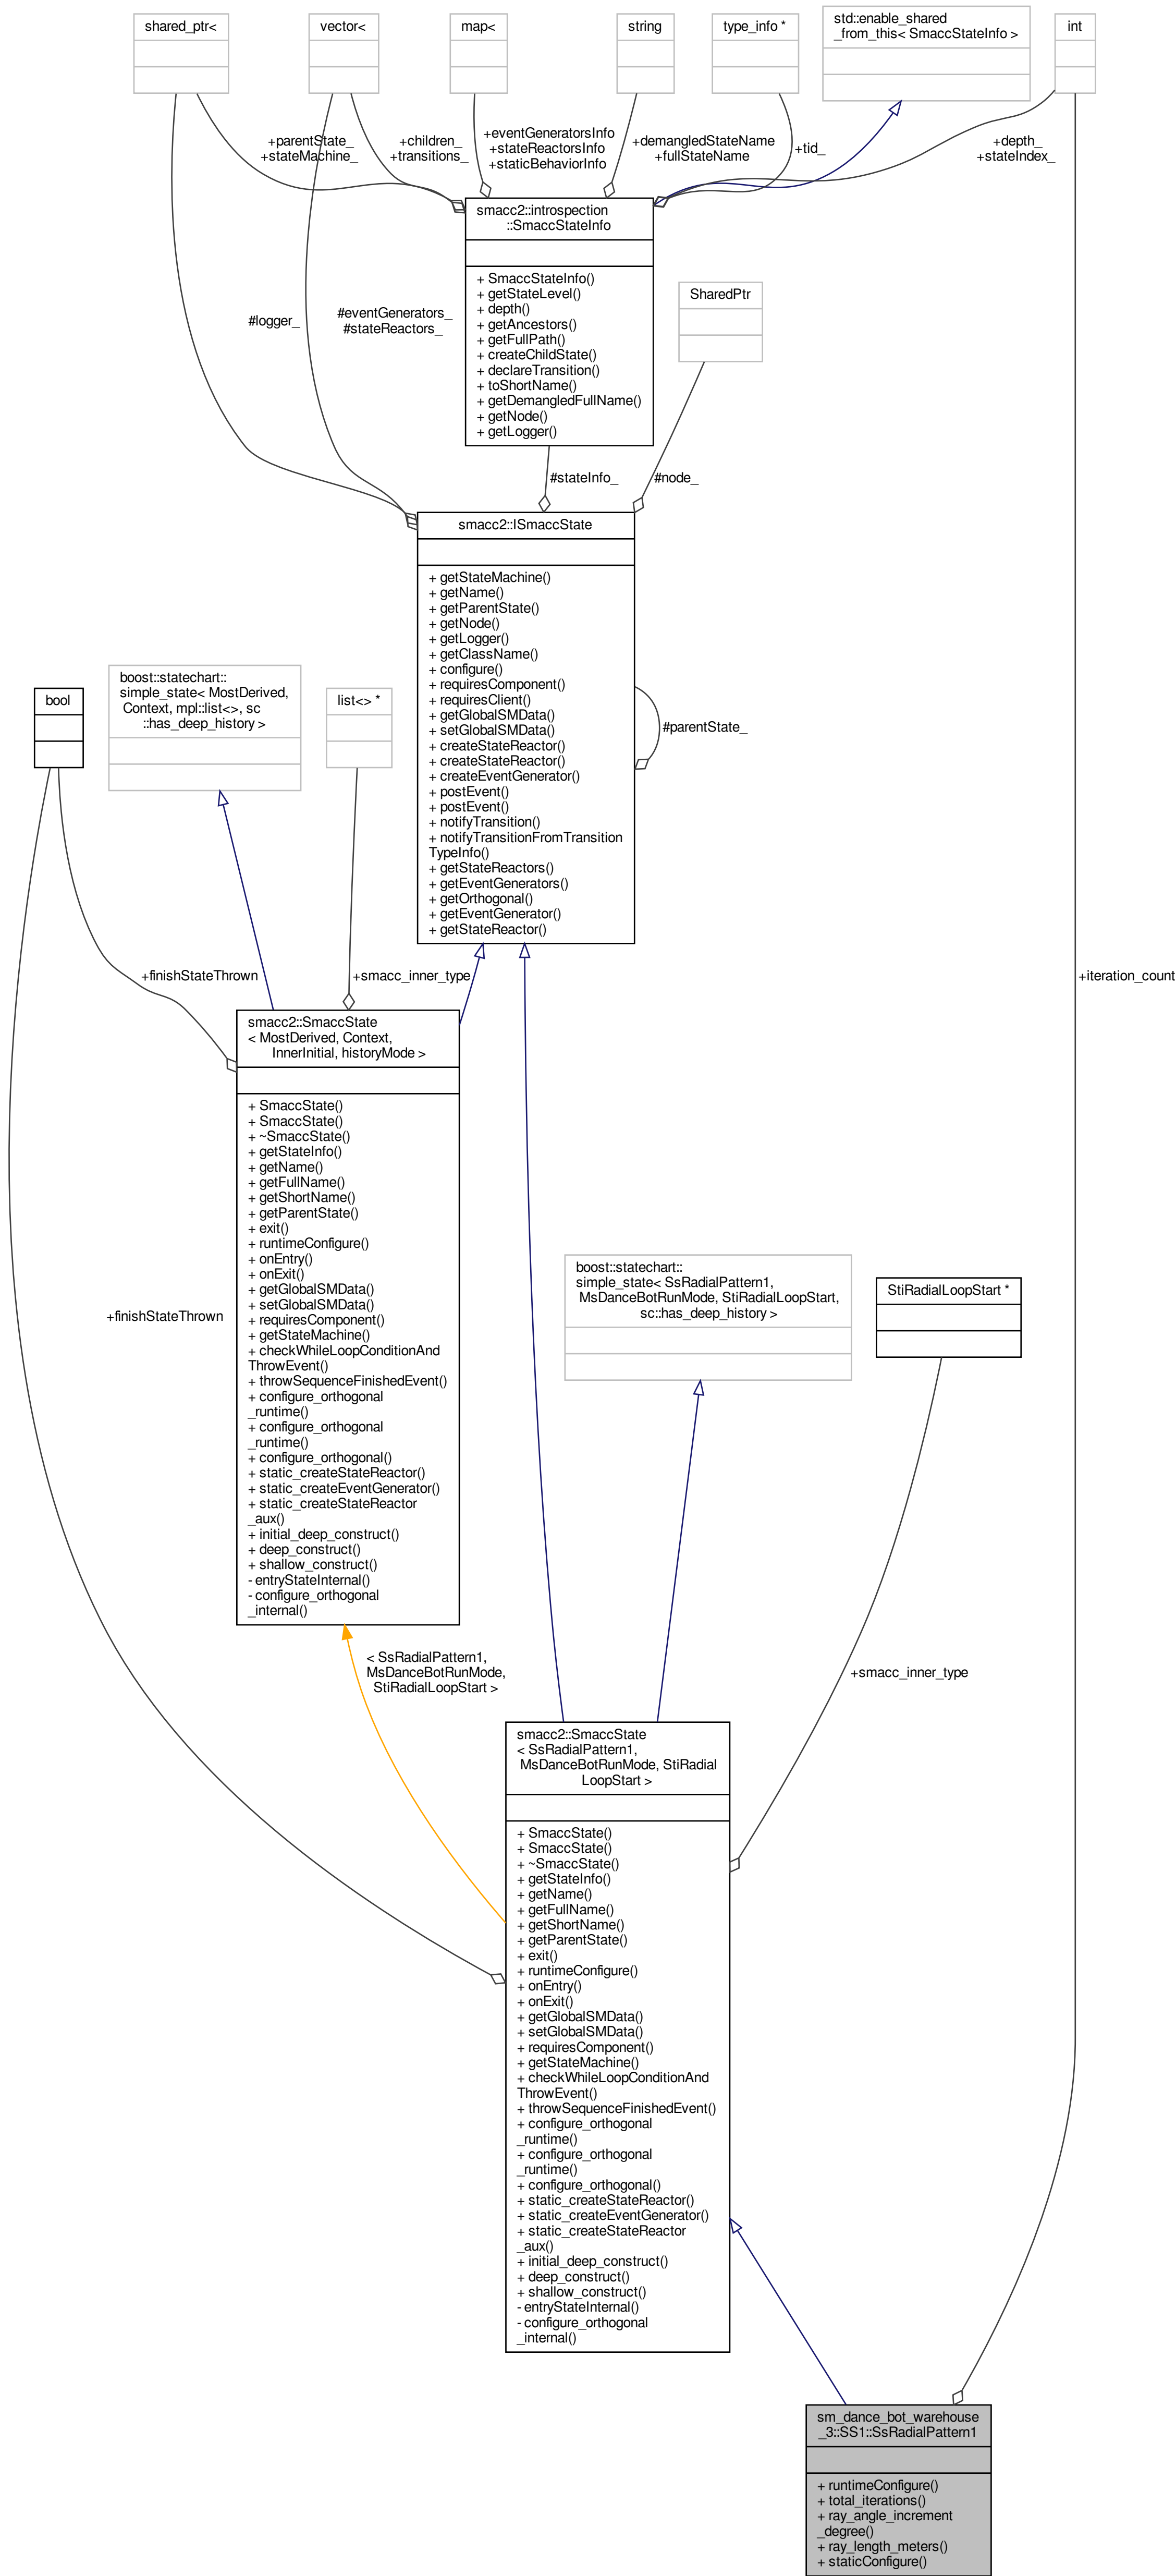 shared_ptr<
vector<
map<
string
type_info *
std::enable_shared
_from_this< SmaccStateInfo >
int
+parentState_
+stateMachine_
+children_
+transitions_
+eventGeneratorsInfo
+stateReactorsInfo
+staticBehaviorInfo
+demangledStateName
+fullStateName
+tid_
+depth_
+stateIndex_
smacc2::introspection
::SmaccStateInfo
+ SmaccStateInfo()
+ getStateLevel()
+ depth()
+ getAncestors()
+ getFullPath()
+ createChildState()
+ declareTransition()
+ toShortName()
+ getDemangledFullName()
+ getNode()
+ getLogger()
SharedPtr
#logger_
#eventGenerators_
#stateReactors_
#stateInfo_
#node_
smacc2::ISmaccState
+ getStateMachine()
+ getName()
+ getParentState()
+ getNode()
+ getLogger()
+ getClassName()
+ configure()
+ requiresComponent()
+ requiresClient()
+ getGlobalSMData()
+ setGlobalSMData()
+ createStateReactor()
+ createStateReactor()
+ createEventGenerator()
+ postEvent()
+ postEvent()
+ notifyTransition()
+ notifyTransitionFromTransition
TypeInfo()
+ getStateReactors()
+ getEventGenerators()
+ getOrthogonal()
+ getEventGenerator()
+ getStateReactor()
#parentState_
bool
boost::statechart::
simple_state< MostDerived,
Context, mpl::list<>, sc
::has_deep_history >
list<> *
+finishStateThrown
+smacc_inner_type
+iteration_count
smacc2::SmaccState
< MostDerived, Context,
InnerInitial, historyMode >
+ SmaccState()
+ SmaccState()
+ ~SmaccState()
+ getStateInfo()
+ getName()
+ getFullName()
+ getShortName()
+ getParentState()
+ exit()
+ runtimeConfigure()
+ onEntry()
+ onExit()
+ getGlobalSMData()
+ setGlobalSMData()
+ requiresComponent()
+ getStateMachine()
+ checkWhileLoopConditionAnd
ThrowEvent()
+ throwSequenceFinishedEvent()
+ configure_orthogonal
_runtime()
+ configure_orthogonal
_runtime()
+ configure_orthogonal()
+ static_createStateReactor()
+ static_createEventGenerator()
+ static_createStateReactor
_aux()
+ initial_deep_construct()
+ deep_construct()
+ shallow_construct()
- entryStateInternal()
- configure_orthogonal
_internal()
+finishStateThrown
boost::statechart::
simple_state< SsRadialPattern1,
MsDanceBotRunMode, StiRadialLoopStart,
sc::has_deep_history >
StiRadialLoopStart *
< SsRadialPattern1,
MsDanceBotRunMode,
StiRadialLoopStart >
+smacc_inner_type
smacc2::SmaccState
< SsRadialPattern1,
MsDanceBotRunMode, StiRadial
LoopStart >
+ SmaccState()
+ SmaccState()
+ ~SmaccState()
+ getStateInfo()
+ getName()
+ getFullName()
+ getShortName()
+ getParentState()
+ exit()
+ runtimeConfigure()
+ onEntry()
+ onExit()
+ getGlobalSMData()
+ setGlobalSMData()
+ requiresComponent()
+ getStateMachine()
+ checkWhileLoopConditionAnd
ThrowEvent()
+ throwSequenceFinishedEvent()
+ configure_orthogonal
_runtime()
+ configure_orthogonal
_runtime()
+ configure_orthogonal()
+ static_createStateReactor()
+ static_createEventGenerator()
+ static_createStateReactor
_aux()
+ initial_deep_construct()
+ deep_construct()
+ shallow_construct()
- entryStateInternal()
- configure_orthogonal
_internal()
sm_dance_bot_warehouse
_3::SS1::SsRadialPattern1
+ runtimeConfigure()
+ total_iterations()
+ ray_angle_increment
_degree()
+ ray_length_meters()
+ staticConfigure()